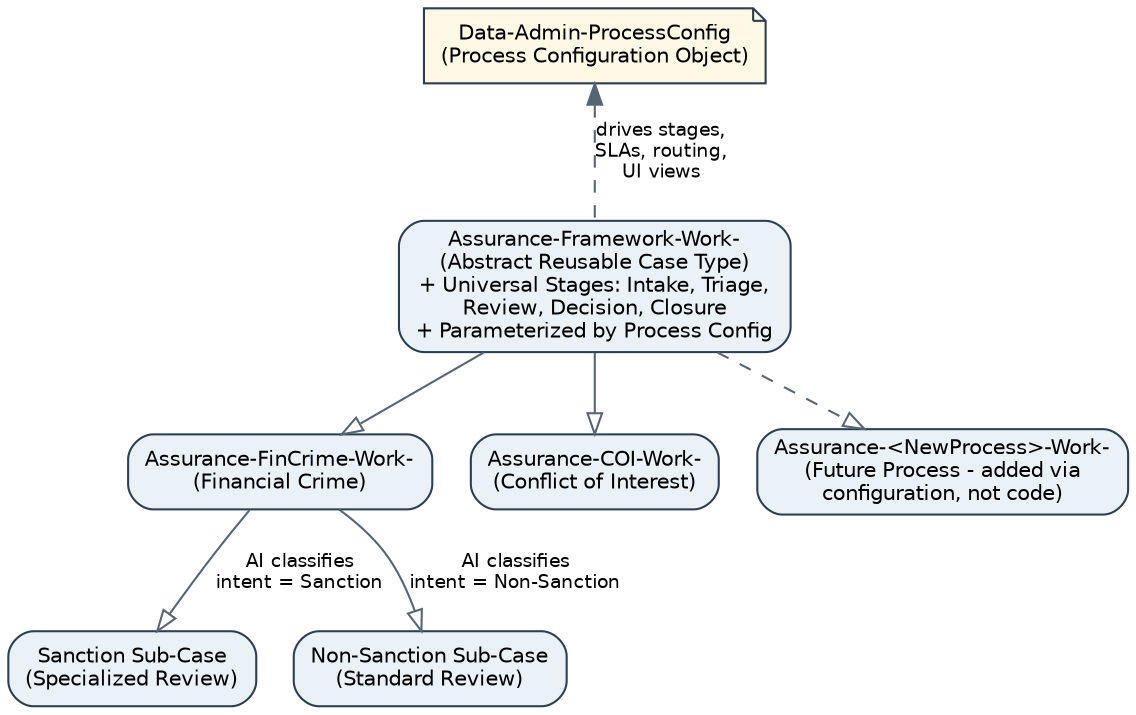 Data-Admin-ProcessConfig
(Process Configuration Object)
drives stages,
SLAs, routing,
UI views
Assurance-Framework-Work-
(Abstract Reusable Case Type)
+ Universal Stages: Intake, Triage,
Review, Decision, Closure
+ Parameterized by Process Config
Assurance-FinCrime-Work-
(Financial Crime)
Assurance-COI-Work-
(Conflict of Interest)
Assurance-<NewProcess>-Work-
(Future Process - added via
configuration, not code)
AI classifies
intent = Sanction
AI classifies
intent = Non-Sanction
Sanction Sub-Case
(Specialized Review)
Non-Sanction Sub-Case
(Standard Review)